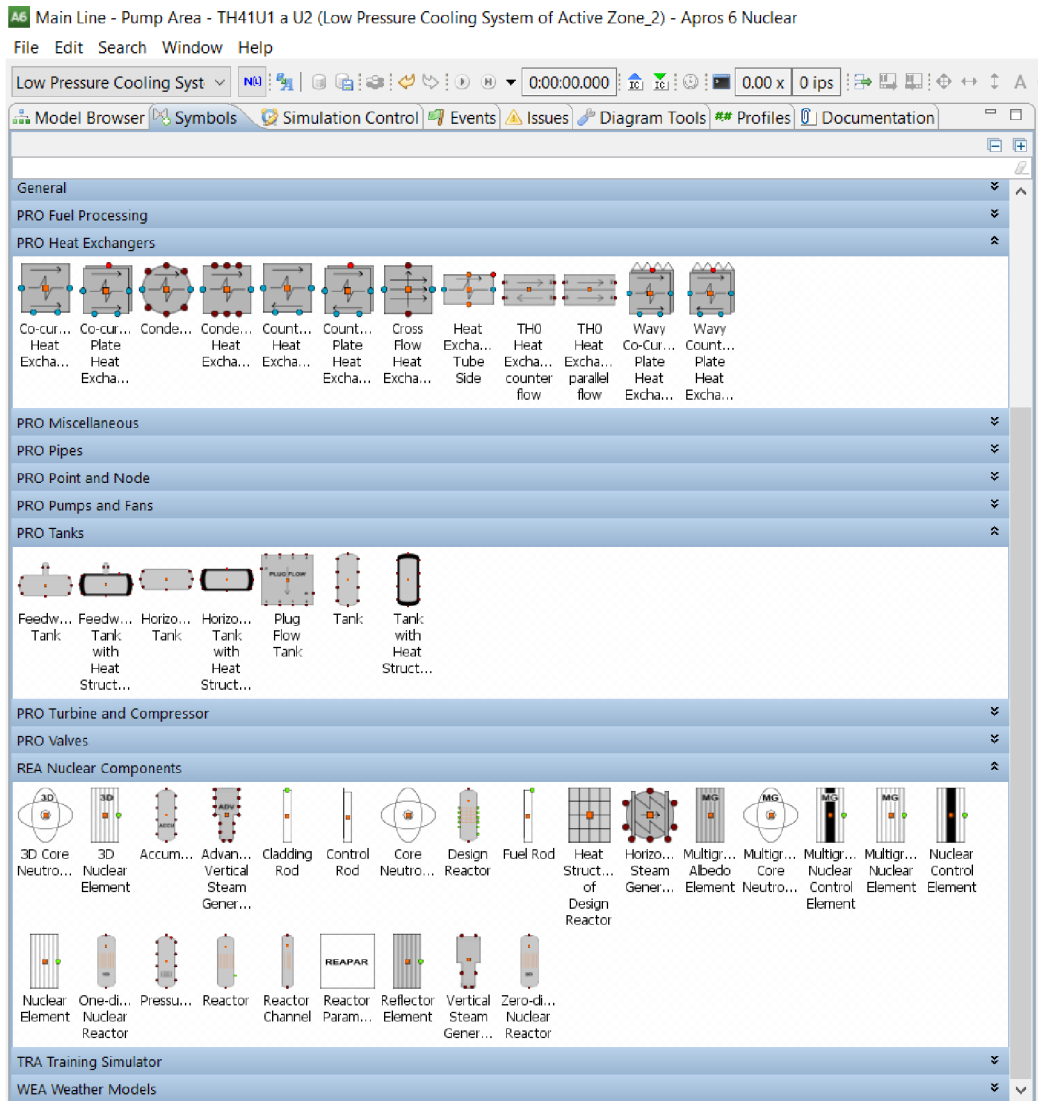 A6 Main Line - Pump Area - TH41U1 a U2 (Low Pressure Cooling System of Active Zone_2) - Apros 6 Nuclear
File Edit Search Window Help
Low Pressure Cooling Syst N(t) 0:00:00.000 IC IC 0.00 x 0 ips A
Model Browser Symbols Simulation Control Events Issues Diagram Tools ## Profiles Documentation
General
PRO Fuel Processing
PRO Heat Exchangers
Co-cur... Co-cur... Conde... Conde... Count... Count... Cross Heat TH0 TH0 Wavy Wavy
Heat Plate Heat Heat Plate Flow Excha... Heat Heat Co-Cur... Count...
Excha... Heat Excha... Excha... Heat Heat Tube Excha... Excha... Plate Plate
Excha... Excha... Excha... Side counter parallel Heat Heat
flow flow Excha... Excha...
PRO Miscellaneous
PRO Pipes
PRO Point and Node
PRO Pumps and Fans
PRO Tanks
PLUG FLOW
Feedw... Feedw... Horizo... Horizo... Plug Tank Tank
Tank Tank Tank Tank Flow with
with with Tank Heat
Heat Heat Struct...
Struct... Struct...
PRO Turbine and Compressor
PRO Valves
REA Nuclear Components
3D 3D MG MG MG MG
ACCU ADV
3D Core 3D Accum... Advan... Cladding Control Core Design Fuel Rod Heat Horizo... Multigr... Multigr... Multigr... Multigr... Nuclear
Neutro... Nuclear Vertical Rod Rod Neutro... Reactor Struct... Steam Albedo Core Nuclear Nuclear Control
Element Steam of Gener... Element Neutro... Control Element Element
Gener... Design Element
Reactor
REAPAR
Nuclear One-di... Pressu... Reactor Reactor Reactor Reflector Vertical Zero-di...
Element Nuclear Channel Param... Element Steam Nuclear
Reactor Gener... Reactor
TRA Training Simulator
WEA Weather Models